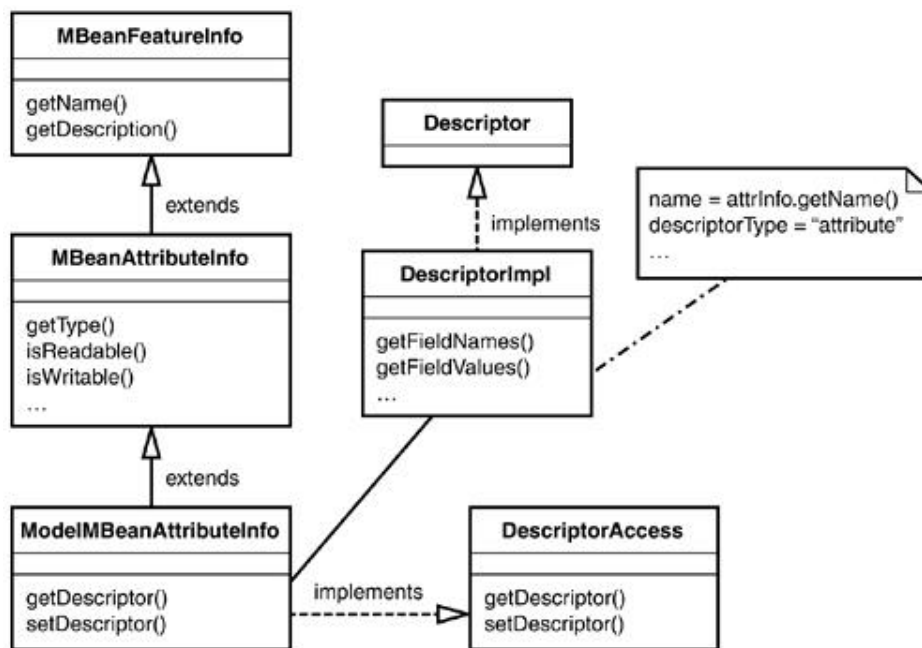 MBeanFeatureInfo
getName()
getDescription()
extends
MBeanAttributeInfo
getType()
isReadable()
isWritable()
…
extends
ModelMBeanAttributeInfo
getDescriptor()
setDescriptor()
Descriptor
implements
DescriptorImpl
getFieldNames()
getFieldValues()
…
name = attrInfo.getName()
descriptorType = “attribute”
…
implements
DescriptorAccess
getDescriptor()
setDescriptor()